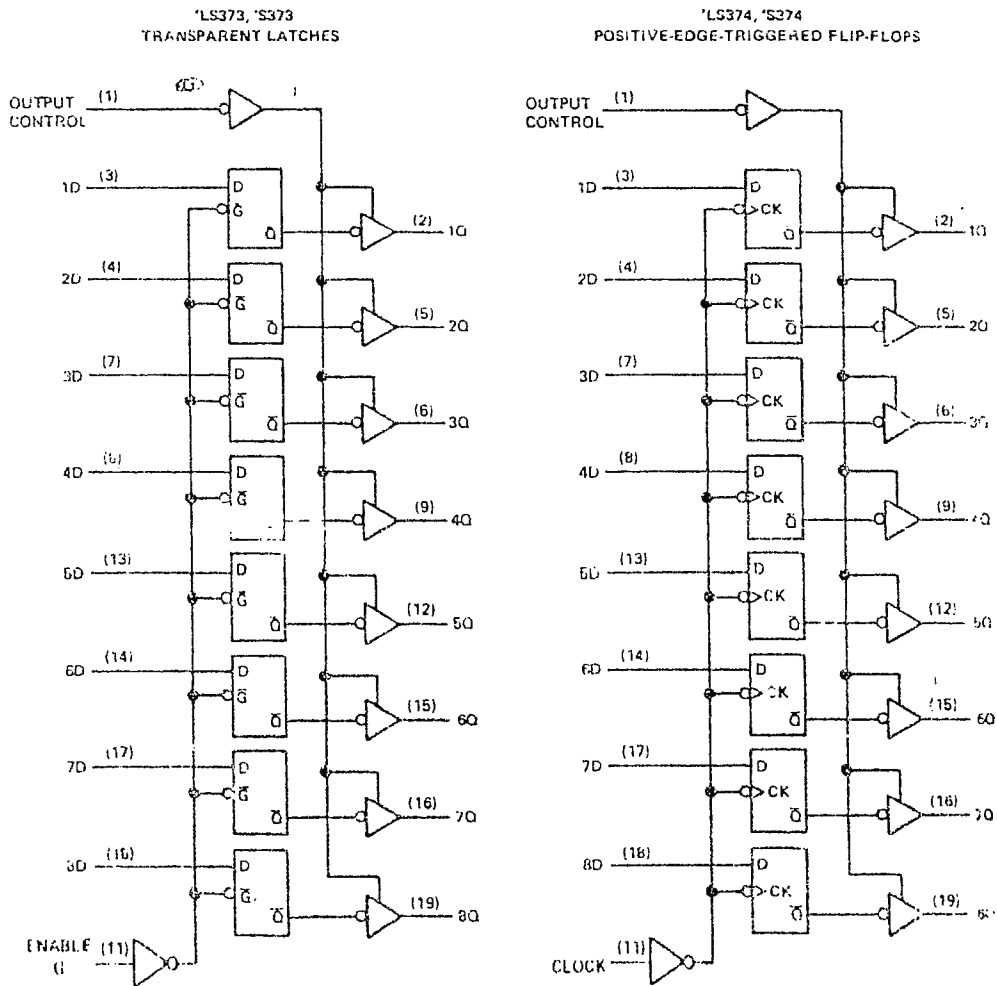 'LS373, 'S373
TRANSPARENT LATCHES
OUTPUT
CONTROL
(1)
1D (3)
D
G̅
Q̅
(2)
1Q
2D (4)
D
G̅
Q̅
(5)
2Q
3D (7)
D
G̅
Q̅
(6)
3Q
4D
D
G̅
(9)
4Q
5D (13)
D
G̅
Q̅
(12)
5Q
6D (14)
D
G̅
Q̅
(15)
6Q
7D (17)
D
G̅
Q̅
(16)
7Q
D
G̅
Q̅
(19)
8Q
ENABLE
(11)
'LS374, 'S374
POSITIVE-EDGE-TRIGGERED FLIP-FLOPS
OUTPUT
CONTROL
(1)
1D (3)
D
CK
Q̅
(2)
1Q
2D (4)
D
CK
Q̅
(5)
2Q
3D (7)
D
CK
Q̅
(6)
3Q
4D (8)
D
CK
Q̅
(9)
5D (13)
D
CK
Q̅
(12)
5Q
6D (14)
D
CK
Q̅
(15)
6Q
7D (17)
D
CK
Q̅
(16)
7Q
8D (18)
D
CK
Q̅
(19)
CLOCK
(11)